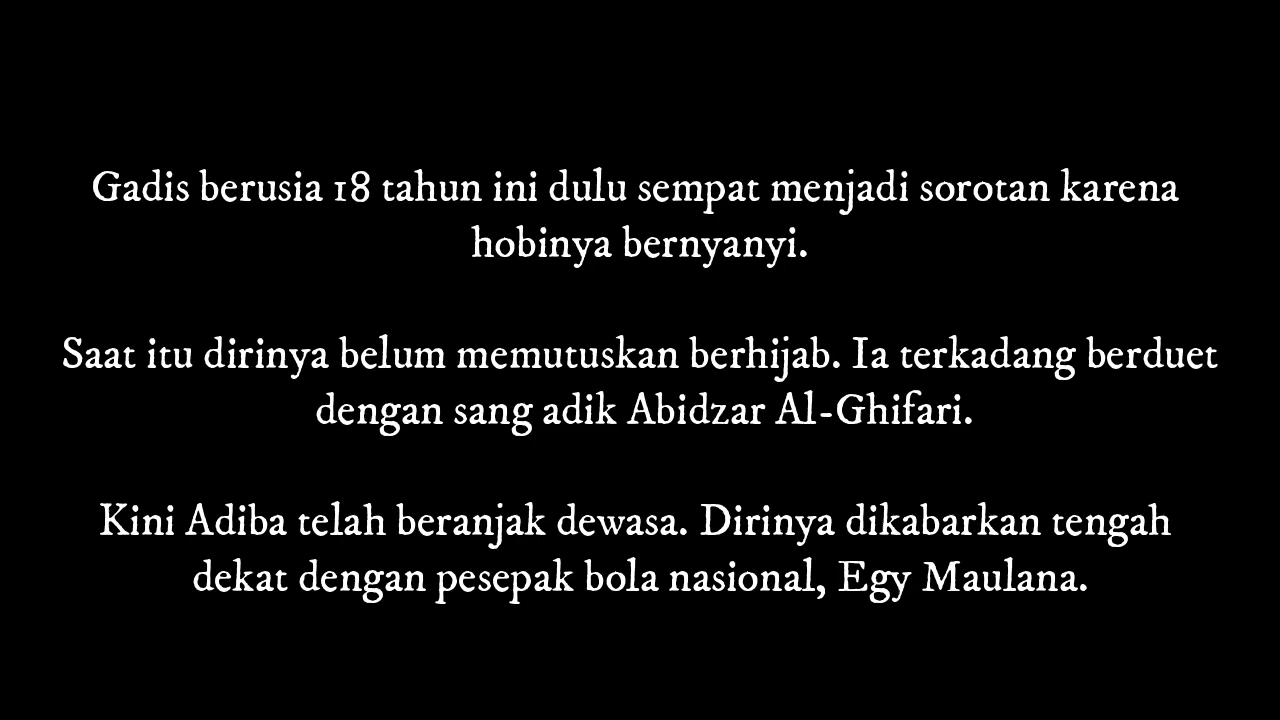 Gadis berusia 18 tahun ini dulu sempat menjadi sorotan karena
hobinya bernyanyi.
Saat itu dirinya belum memutuskan berhijab. Ia terkadang berduet
dengan sang adik Abidzar Al-Ghifari.
Kini Adiba telah beranjak dewasa. Dirinya dikabarkan tengah
dekat dengan pesepak bola nasional, Egy Maulana.